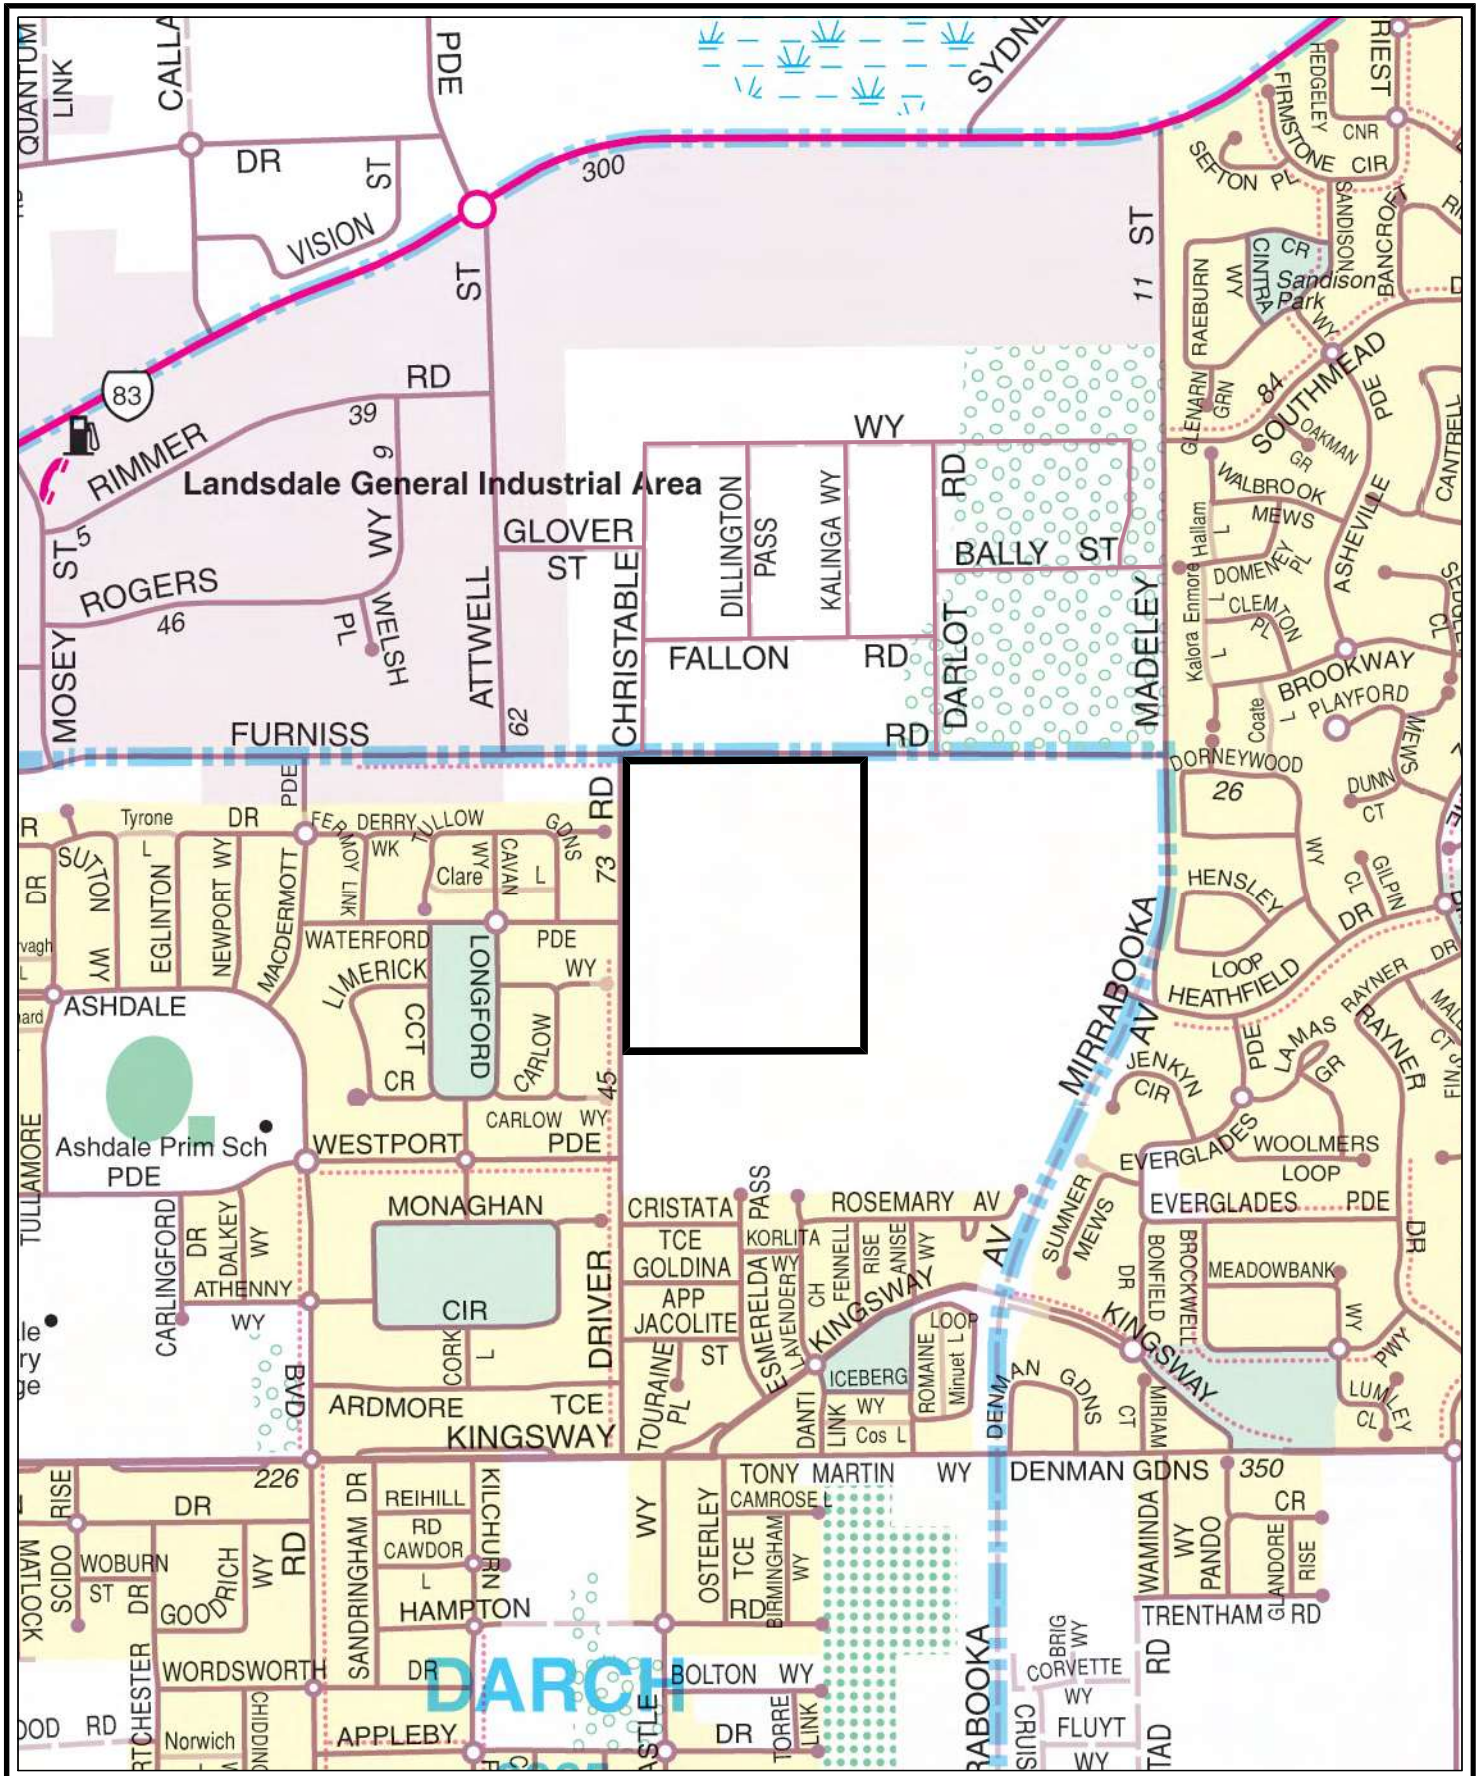 QUANTUM
LINK
CALLA
PDE
SYDNE
RIEST
HEDGELEY
FIRMSTONE
CNR
CIR
SEFTON PL
DR
ST
VISION
300
ST
11
SANDISON
BANCROFT
CR
CINTRA
WY
Sandison
Park
RAEBURN
WY
ST
83
RD
39
9
RIMMER
Landsdale General Industrial Area
WY
GLENARN
GRN
84
SOUTHMEAD
PDE
OAKMAN
GR
CANTRELL
WALBROOK
MEWS
DILLINGTON
PASS
KALINGA WY
RD
GLOVER
ST
BALLY ST
5
ST
WY
ROGERS
46
WELSH
PL
ATTWELL
CHRISTABLE
FALLON RD
DARLOT
MADELEY
Hallam
L
Enmore
L
Kalora
L
DOMENEY
PL
CLEMTON
PL
ASHEVILLE
CL
BROOKWAY
PLAYFORD
MEWS
Coate
L
MOSEY
62
FURNISS
RD
DORNEYWOOD
26
DUNN
CT
WY
PDE
RD
R
Tyrone
L
DR
FERMOY LINK
DERRY
WK
TULLOW
WY
GDNS
Clare
CAVAN
L
73
DR
SUTTON
WY
EGLINTON
NEWPORT WY
MACDERMOTT
HENSLEY
LOOP
CL
GILPIN
DR
HEATHFIELD
WATERFORD
PDE
LIMERICK
CCT
CR
LONGFORD
WY
CARLOW
45
ASHDALE
MIRRABOOKA
AV
RAYNER
DR
RAYNER
PDE
LAMAS
GR
CT
JENKYN
CIR
Ashdale Prim Sch
PDE
WESTPORT
CARLOW WY
PDE
TULLAMORE
EVERGLADES
WOOLMERS
LOOP
EVERGLADES PDE
MONAGHAN
CIR
CRISTATA
TCE
PASS
ROSEMARY AV
AV
SUMNER
MEWS
DR
CARLINGFORD
DR
DALKEY
WY
ATHENNY
WY
GOLDINA
APP
KORLITA
WY
ESMERELDA
LAVENDER
CH
FENNELL
RISE
ANISE
WY
KINGSWAY
DR
BONFIELD
BROCKWELL
MEADOWBANK
WY
JACOLITE
ST
DRIVER
CORK
L
TOURAINE
PL
ICEBERG
WY
Cos L
DANTI
LINK
ROMAINE
LOOP
Minuet L
KINGSWAY
PWY
LUMLEY
CL
DENMAN
GDNS
CT
MIRIAM
BVD
ARDMORE TCE
KINGSWAY
226
TONY MARTIN WY
DENMAN GDNS
350
RISE
DR
MATLOCK
SCIDO
WOBURN
ST
DR
GOODRICH
WY
RD
SANDRINGHAM DR
REIHILL
RD
CAWDOR
L
KILCHURN
HAMPTON
RD
WY
OSTERLEY
TCE
CAMROSE L
BIRMINGHAM
WY
WAMINDA
WY
PANDO
CR
GLANDORE
RISE
TRENTHAM RD
WORDSWORTH
DR
DARCH
BOLTON WY
BRIG
WY
CORVETTE
WY
RD
OOD RD
Norwich
APPLEBY
DR
TORRE
LINK
FLUYT
WY
CRUIS
RABOOKA
TAD